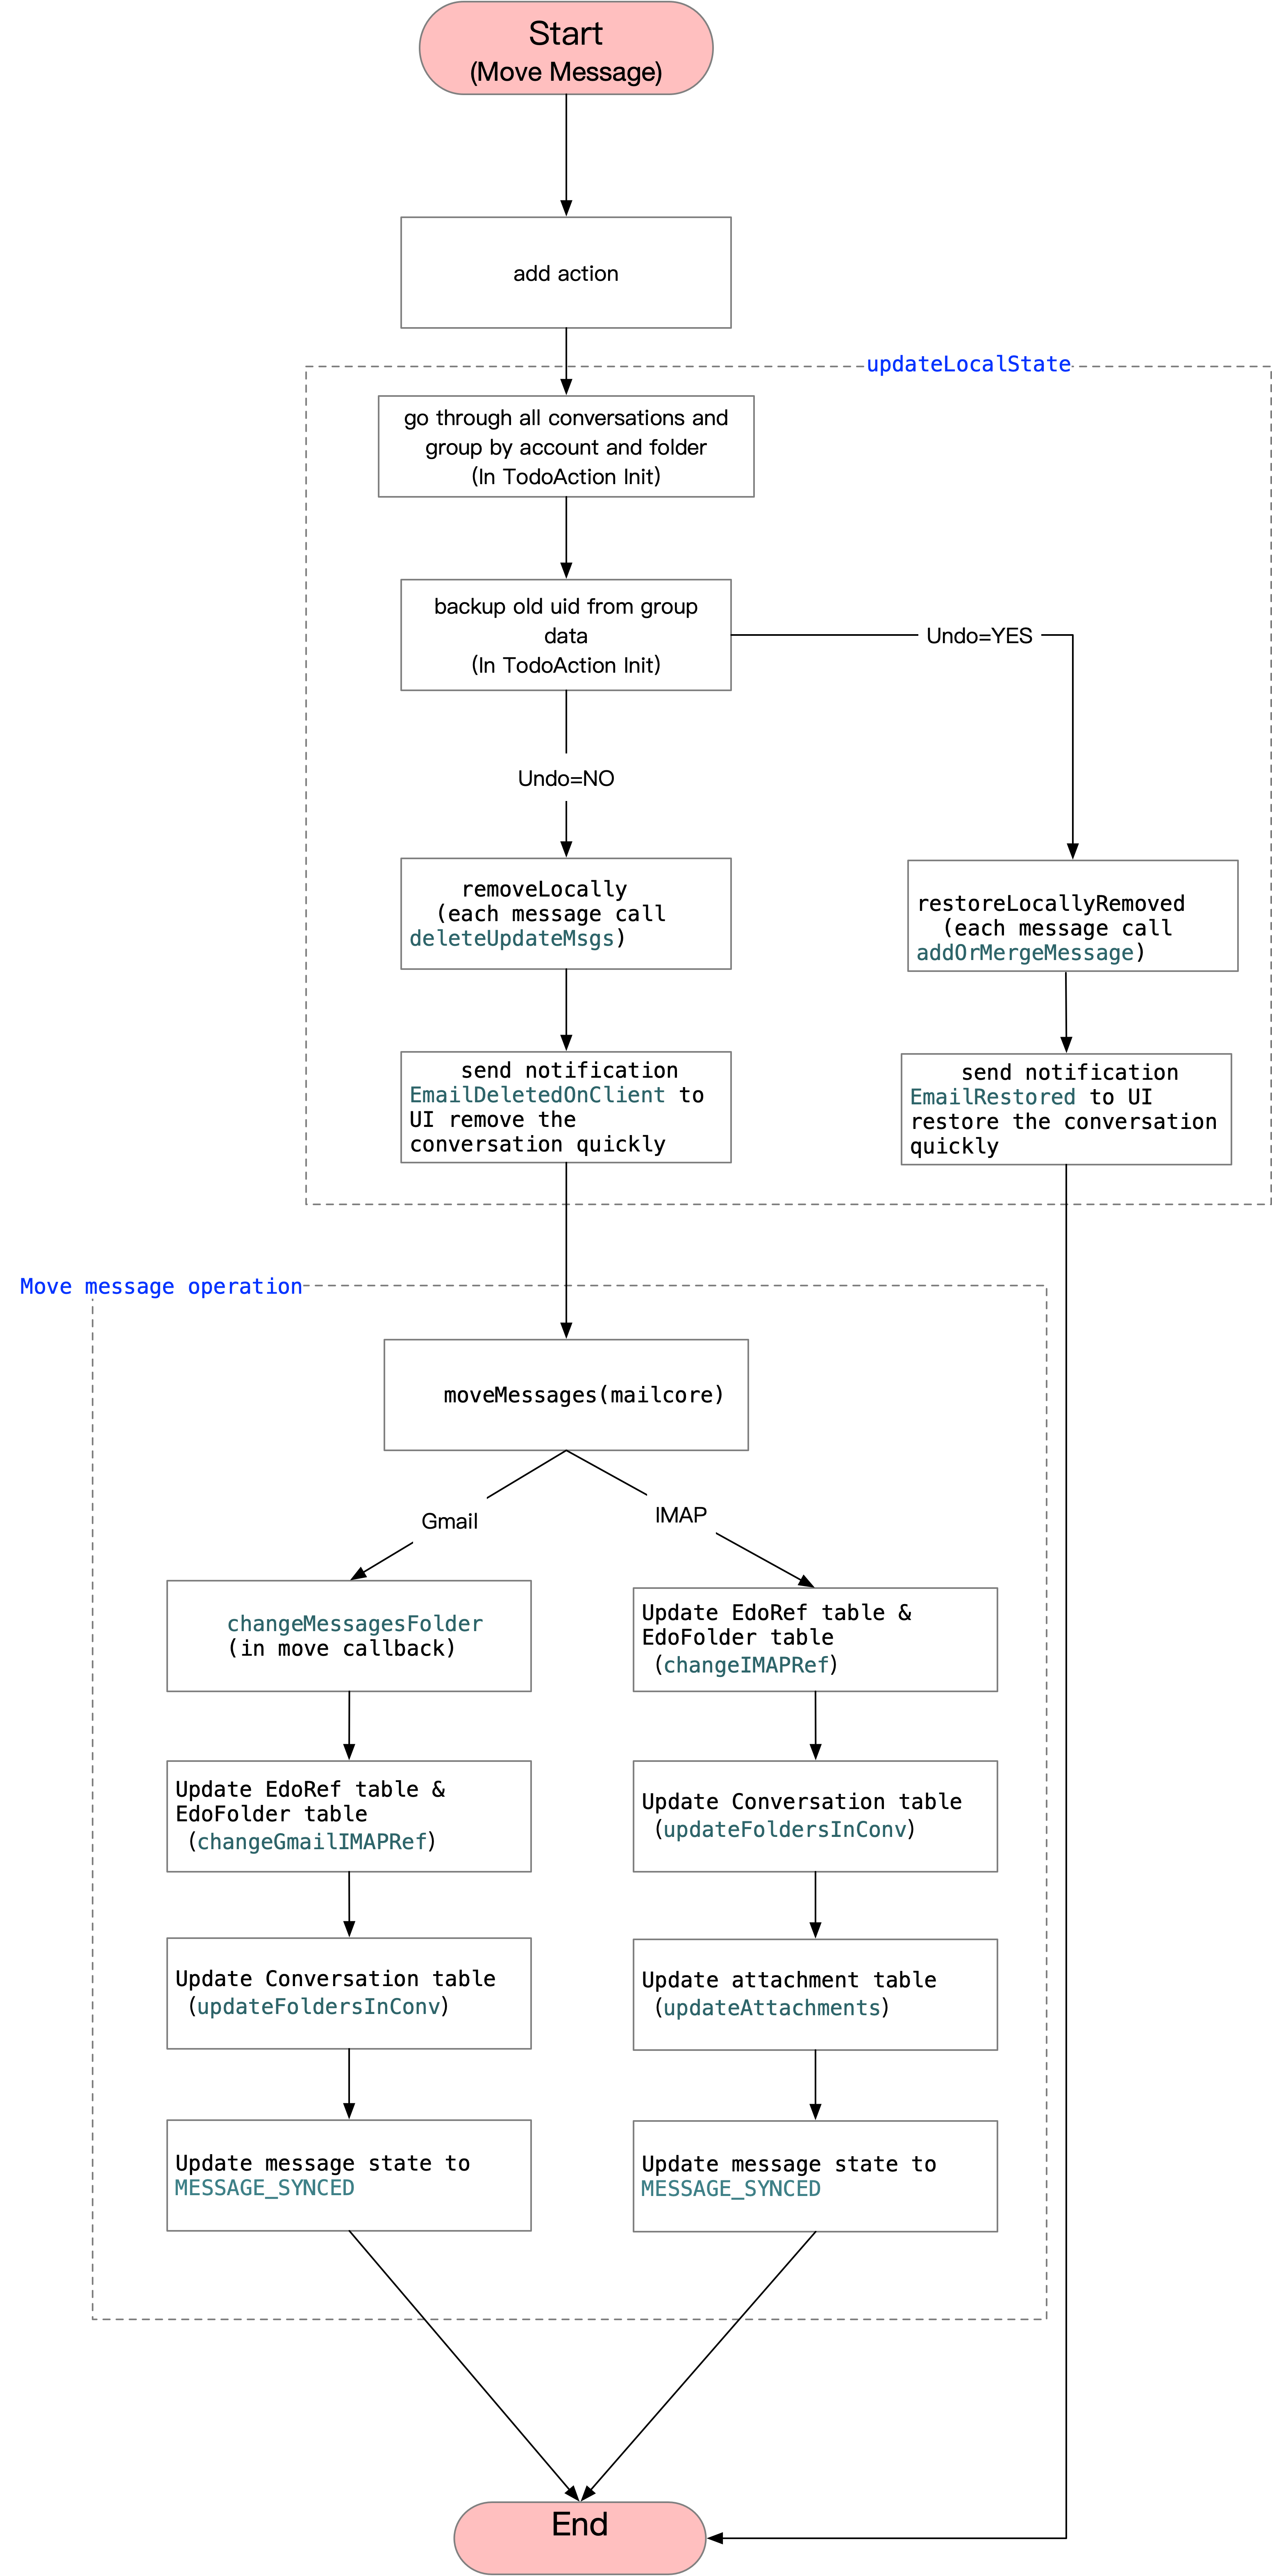 Start
(Move Message)
add action
updateLocalState
go through all conversations and
group by account and folder
(In TodoAction Init)
backup old uid from group
data
(In TodoAction Init)
Undo=YES
Undo=NO
removeLocally
(each message call
deleteUpdateMsgs)
restoreLocallyRemoved
(each message call
addOrMergeMessage)
send notification
EmailDeletedOnClient to
UI remove the
conversation quickly
send notification
EmailRestored to UI
restore the conversation
quickly
Move message operation
moveMessages(mailcore)
Gmail
IMAP
changeMessagesFolder
(in move callback)
Update EdoRef table &
EdoFolder table
(changeIMAPRef)
Update EdoRef table &
EdoFolder table
(changeGmailIMAPRef)
Update Conversation table
(updateFoldersInConv)
Update Conversation table
(updateFoldersInConv)
Update attachment table
(updateAttachments)
Update message state to
MESSAGE_SYNCED
Update message state to
MESSAGE_SYNCED
End